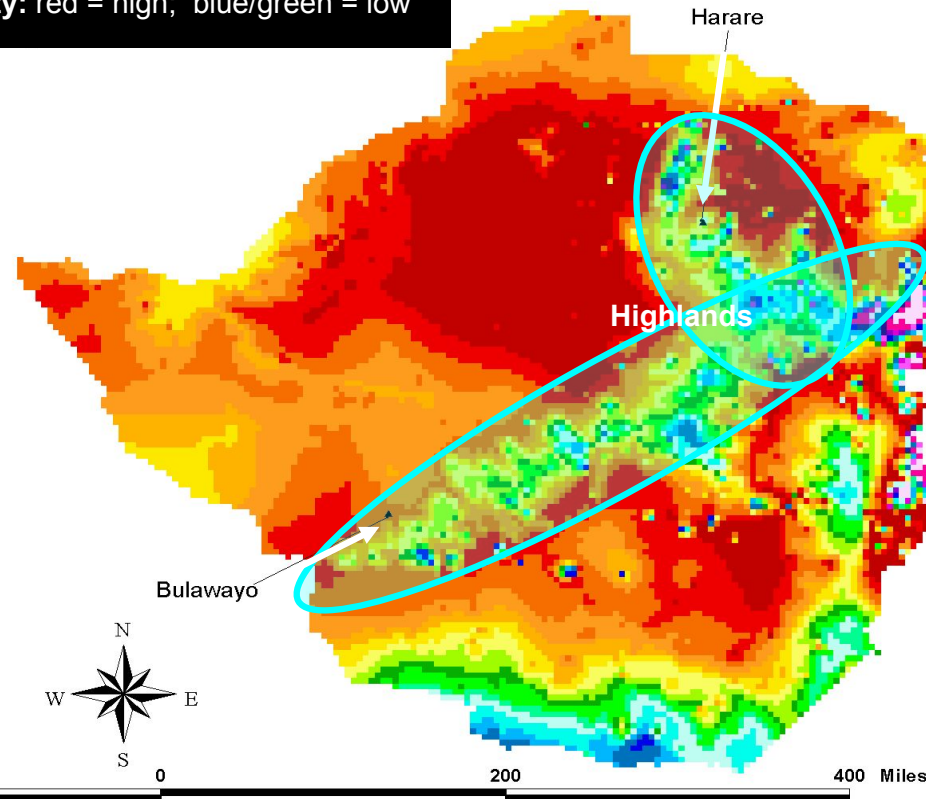 red = high, blue/green = low
Harare
Highlands
Bulawayo
N
W E
S
0 200 400 Miles